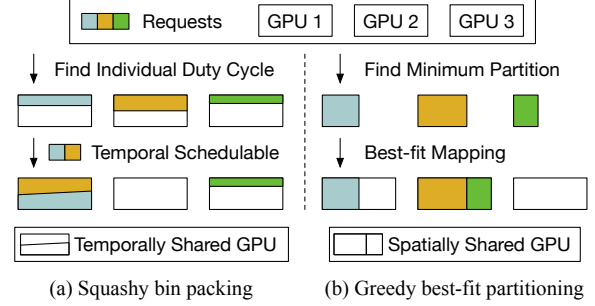 Requests GPU 1 GPU 2 GPU 3
Find Individual Duty Cycle
Find Minimum Partition
Temporal Schedulable
Best-fit Mapping
Temporally Shared GPU
Spatially Shared GPU
(a) Squashy bin packing
(b) Greedy best-fit partitioning